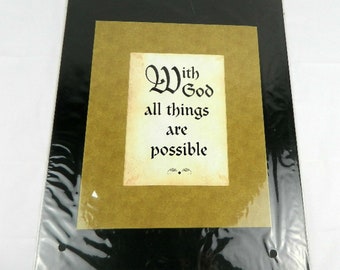 With
God
all things
are
possible